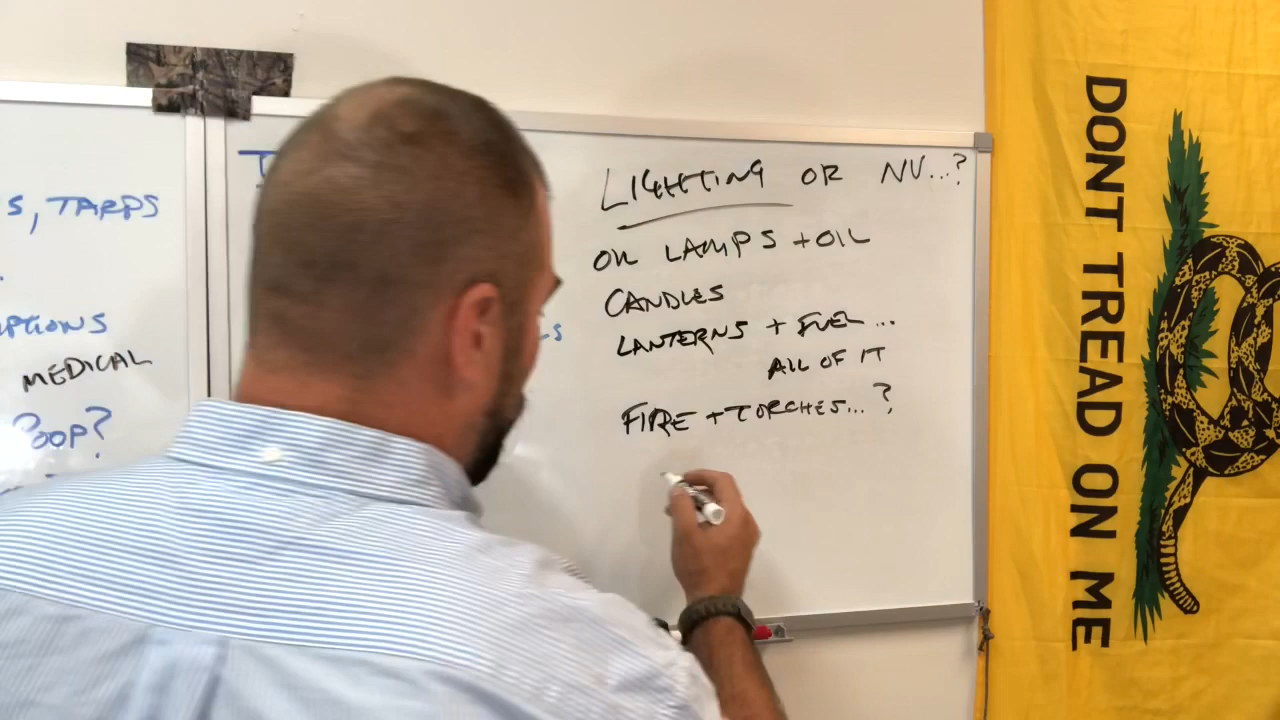 S, TARPS
PTIONS
MEDICAL
POOP?
LIGHTING OR NV...?
OIL LAMPS + OIL
CANDLES
LANTERNS + FUEL...
ALL OF IT
FIRE + TORCHES...?
DONT TREAD ON ME